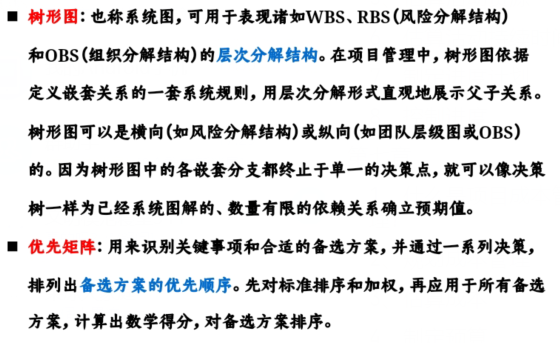 ■ 树形图：也称系统图，可用于表现诸如WBS、RBS（风险分解结构）
和OBS（组织分解结构）的层次分解结构。在项目管理中，树形图依据
定义嵌套关系的一套系统规则，用层次分解形式直观地展示父子关系。
树形图可以是横向（如风险分解结构）或纵向（如团队层级图或OBS）
的。因为树形图中的各嵌套分支都终止于单一的决策点，就可以像决策
树一样为已经系统图解的、数量有限的依赖关系确立预期值。
■ 优先矩阵：用来识别关键事项和合适的备选方案，并通过一系列决策，
排列出备选方案的优先顺序。先对标准排序和加权，再应用于所有备选
方案，计算出数学得分，对备选方案排序。